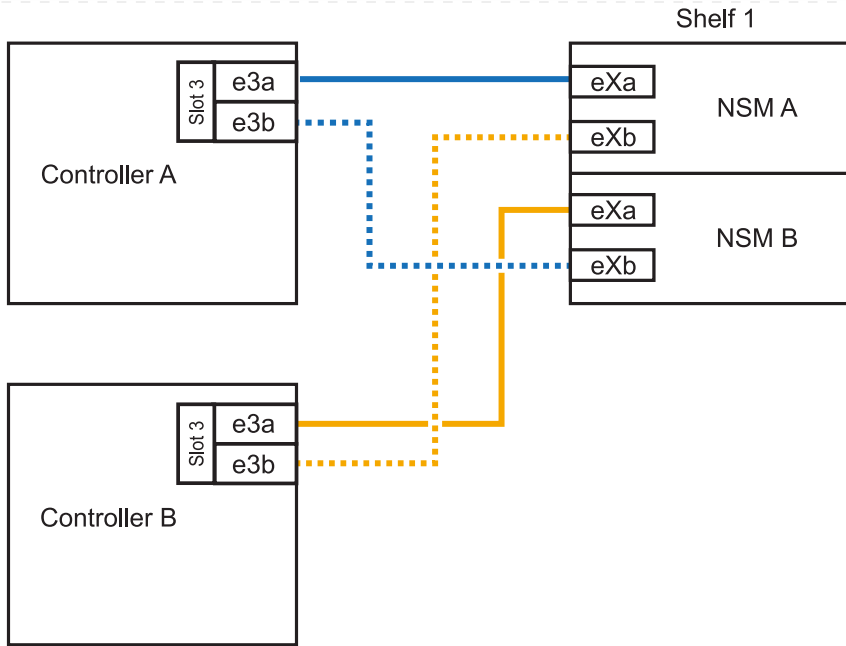 Shelf 1
Controller A
Slot 3
e3a
e3b
eXa
eXb
NSM A
eXa
eXb
NSM B
Controller B
Slot 3
e3a
e3b